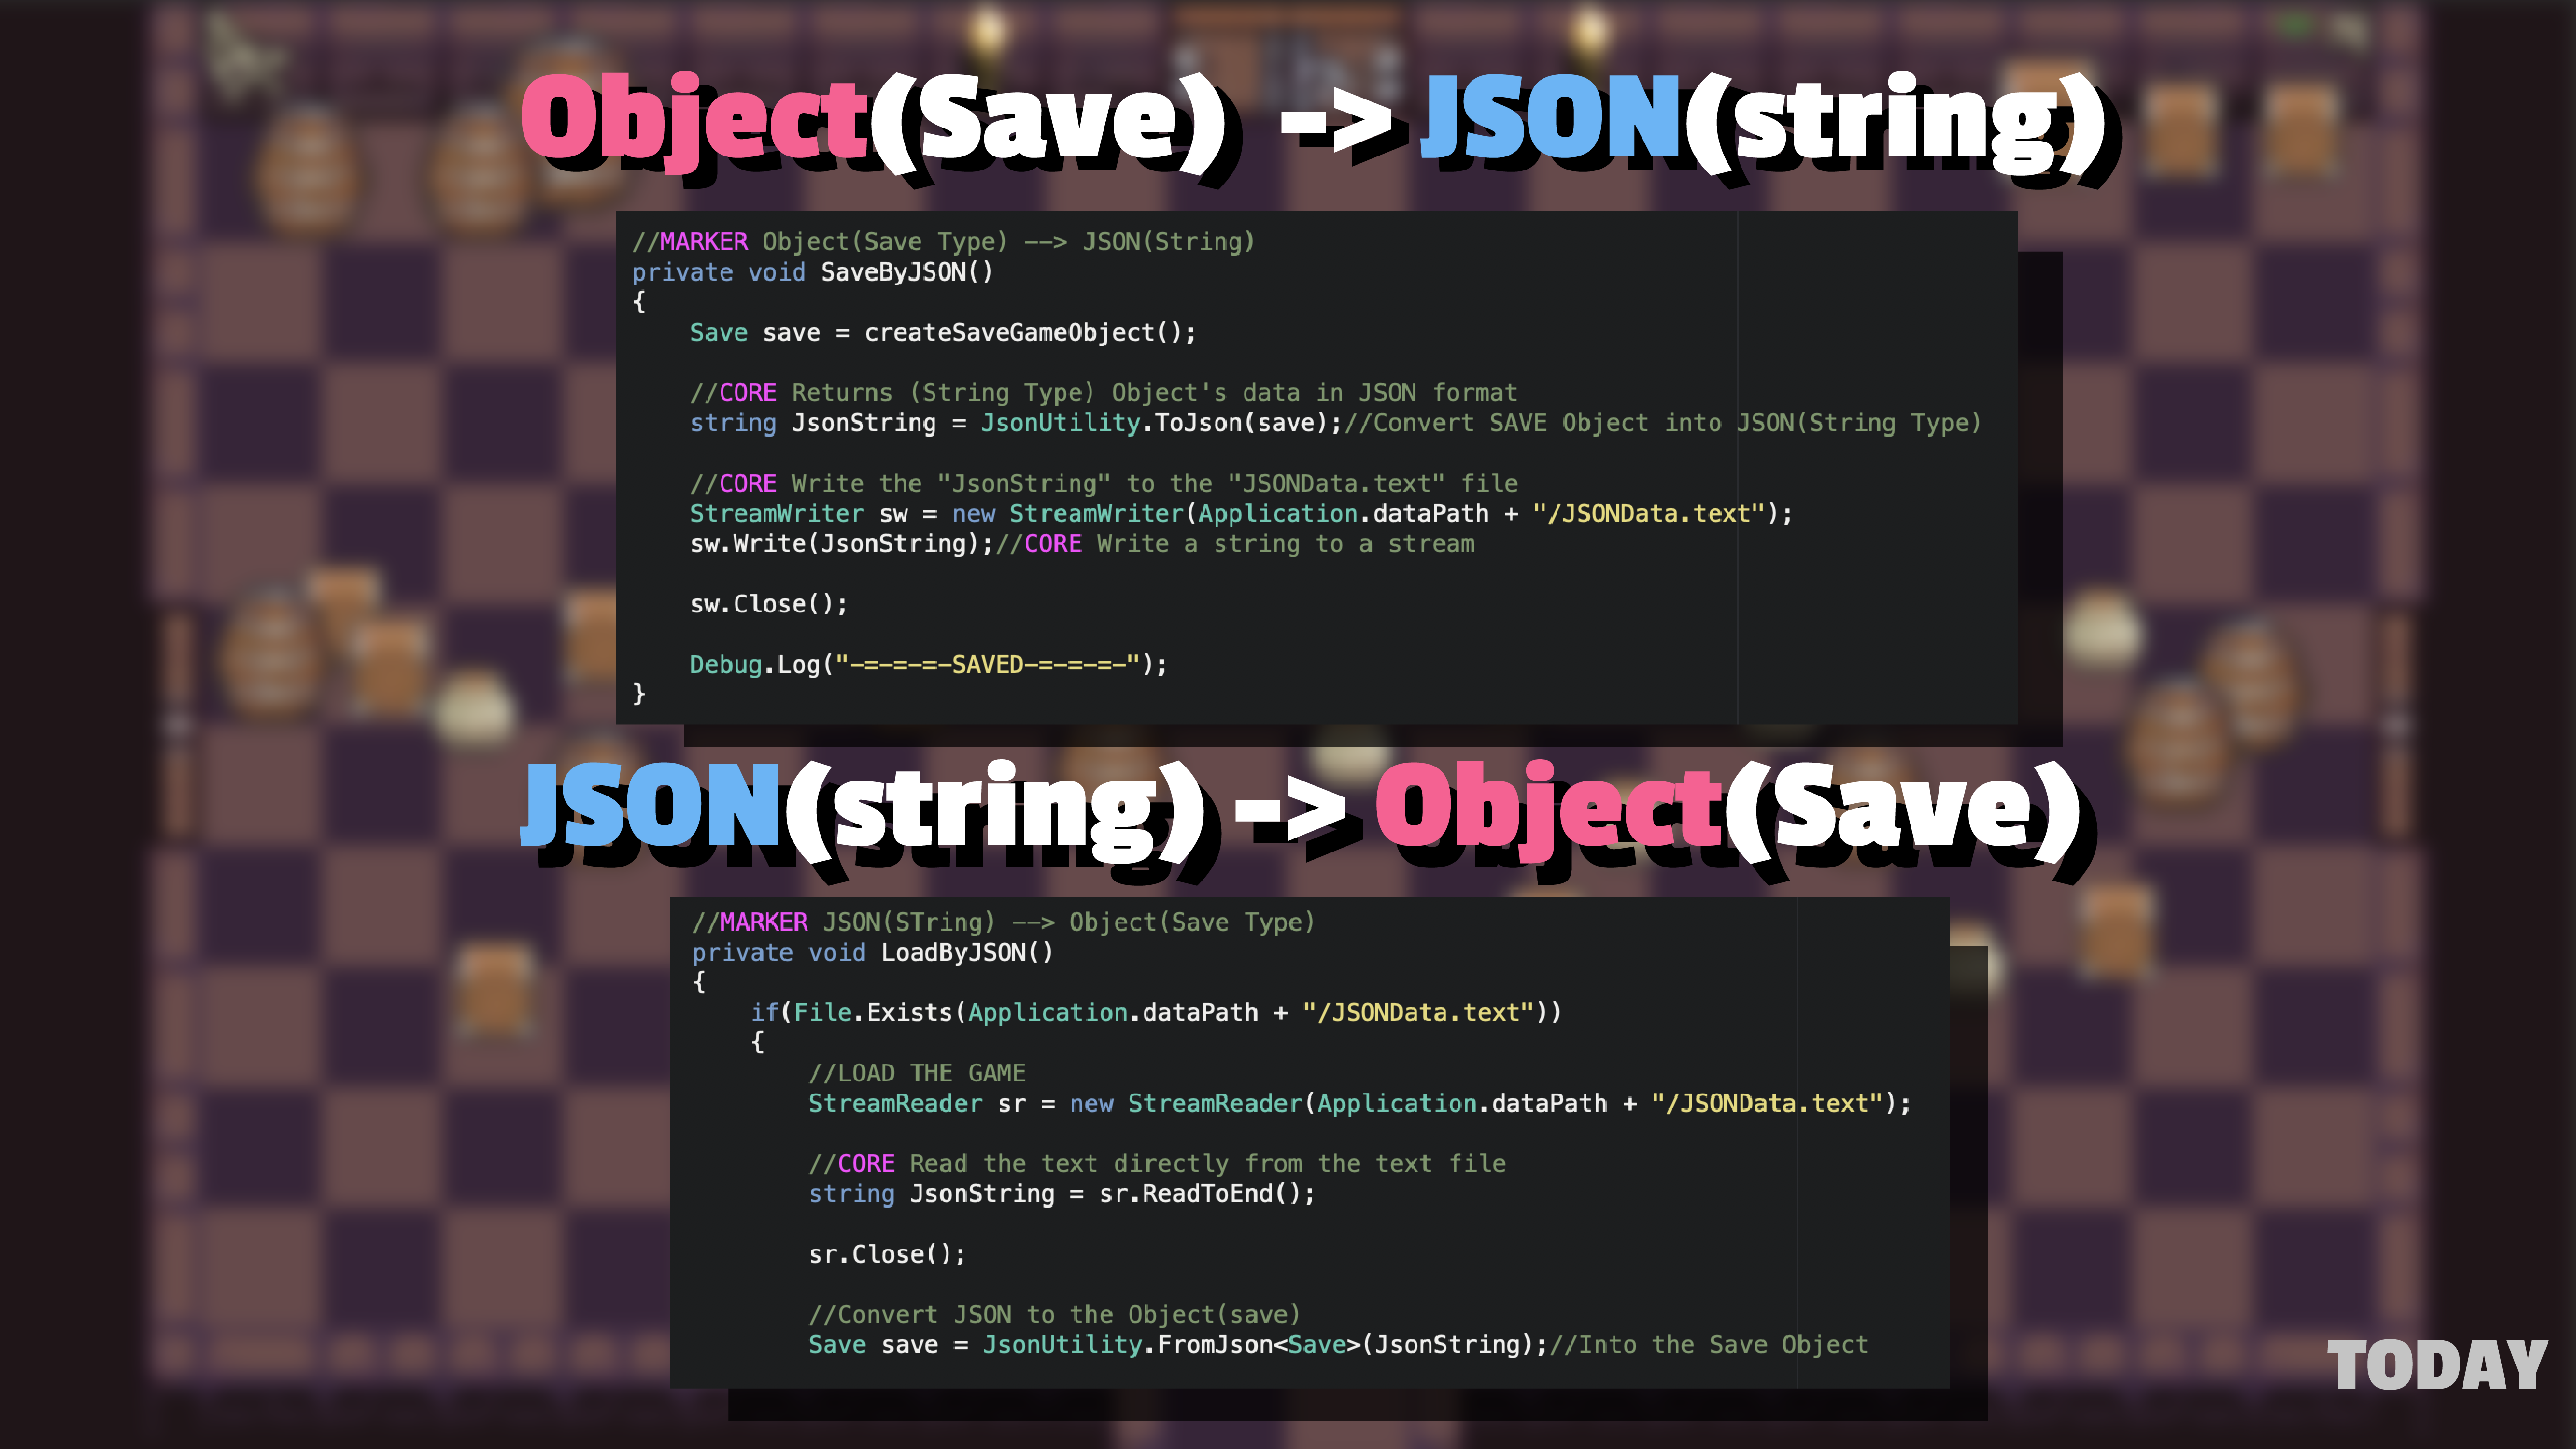 Object(Save) -> JSON(string)
//MARKER Object(Save Type) --> JSON(String)
private void SaveByJSON()
{
Save save = createSaveGameObject();
//CORE Returns (String Type) Object's data in JSON format
string JsonString = JsonUtility.ToJson(save);//Convert SAVE Object into JSON(String Type)
//CORE Write the "JsonString" to the "JSONData.text" file
StreamWriter sw = new StreamWriter(Application.dataPath + "/JSONData.text");
sw.Write(JsonString);//CORE Write a string to a stream
sw.Close();
Debug.Log("-=-=-=-SAVED-=-=-=-");
}
JSON(string) -> Object(Save)
//MARKER JSON(STring) --> Object(Save Type)
private void LoadByJSON()
{
if(File.Exists(Application.dataPath + "/JSONData.text"))
{
//LOAD THE GAME
StreamReader sr = new StreamReader(Application.dataPath + "/JSONData.text");
//CORE Read the text directly from the text file
string JsonString = sr.ReadToEnd();
sr.Close();
//Convert JSON to the Object(save)
Save save = JsonUtility.FromJson<Save>(JsonString);//Into the Save Object
TODAY